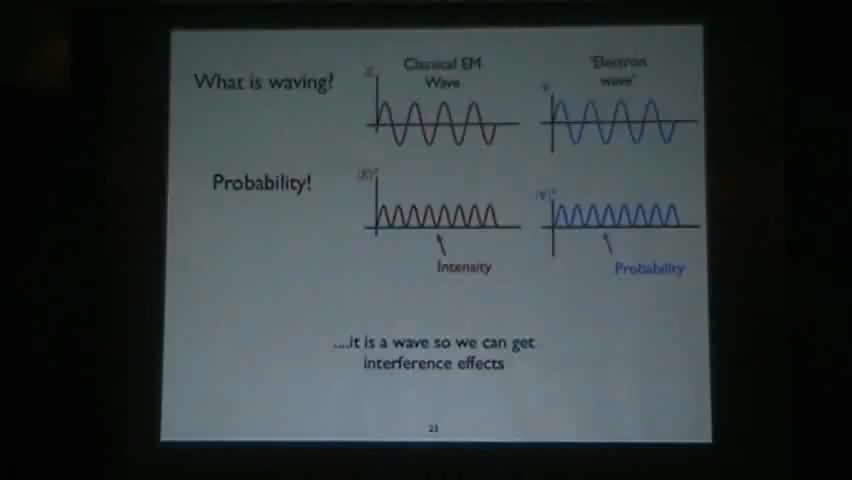 What is waving?
Classical EM
Wave
'Electron
wave'
Probability!
Intensity
Probability
....it is a wave so we can get
interference effects
23